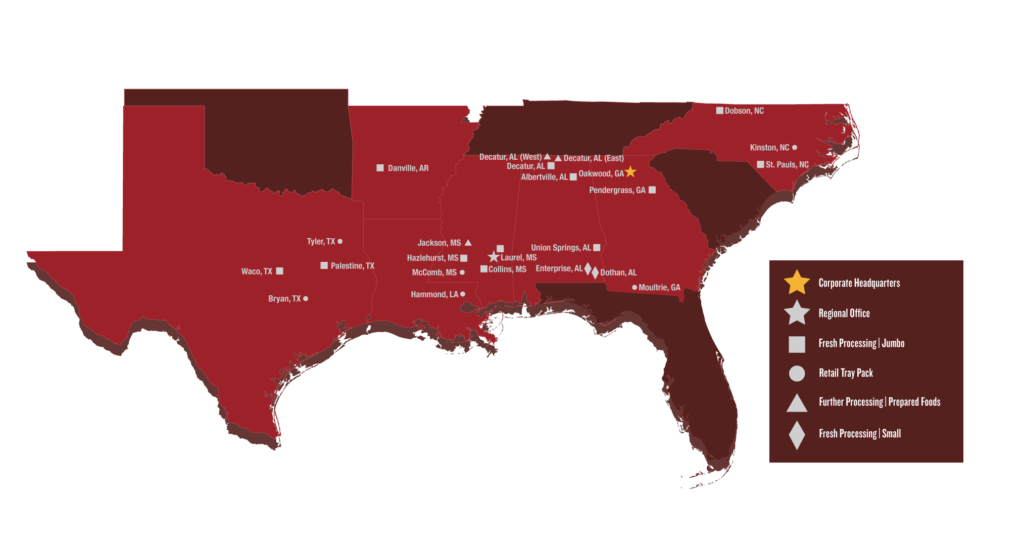 Dobson, NC
Kinston, NC
St. Pauls, NC
Decatur, AL (West)
Decatur, AL (East)
Decatur, AL
Danville, AR
Albertville, AL
Oakwood, GA
Pendergrass, GA
Tyler, TX
Jackson, MS
Union Springs, AL
Hazlehurst, MS
Laurel, MS
Waco, TX
Palestine, TX
McComb, MS
Collins, MS
Enterprise, AL
Dothan, AL
Bryan, TX
Hammond, LA
Moultrie, GA
Corporate Headquarters
Regional Office
Fresh Processing | Jumbo
Retail Tray Pack
Further Processing | Prepared Foods
Fresh Processing | Small